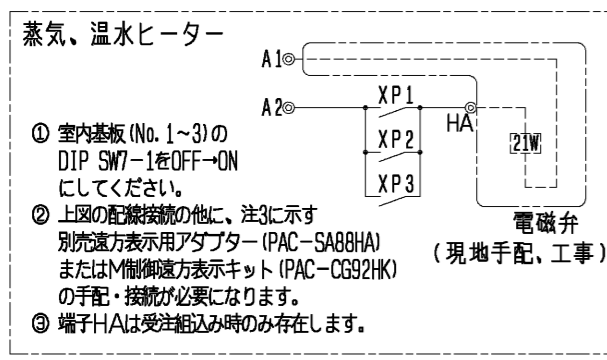 蒸気、温水ヒーター
A1
A2
XP1
XP2
XP3
HA
21W
電磁弁
(現地手配、工事)
① 室内基板(No.1~3)の
DIP SW7-1をOFF→ON
にしてください。
② 上図の配線接続の他に、注3に示す
別売遠方表示用アダプター(PAC-SA88HA)
またはM制御遠方表示キット(PAC-CG92HK)
の手配・接続が必要になります。
③ 端子HAは受注組込み時のみ存在します。